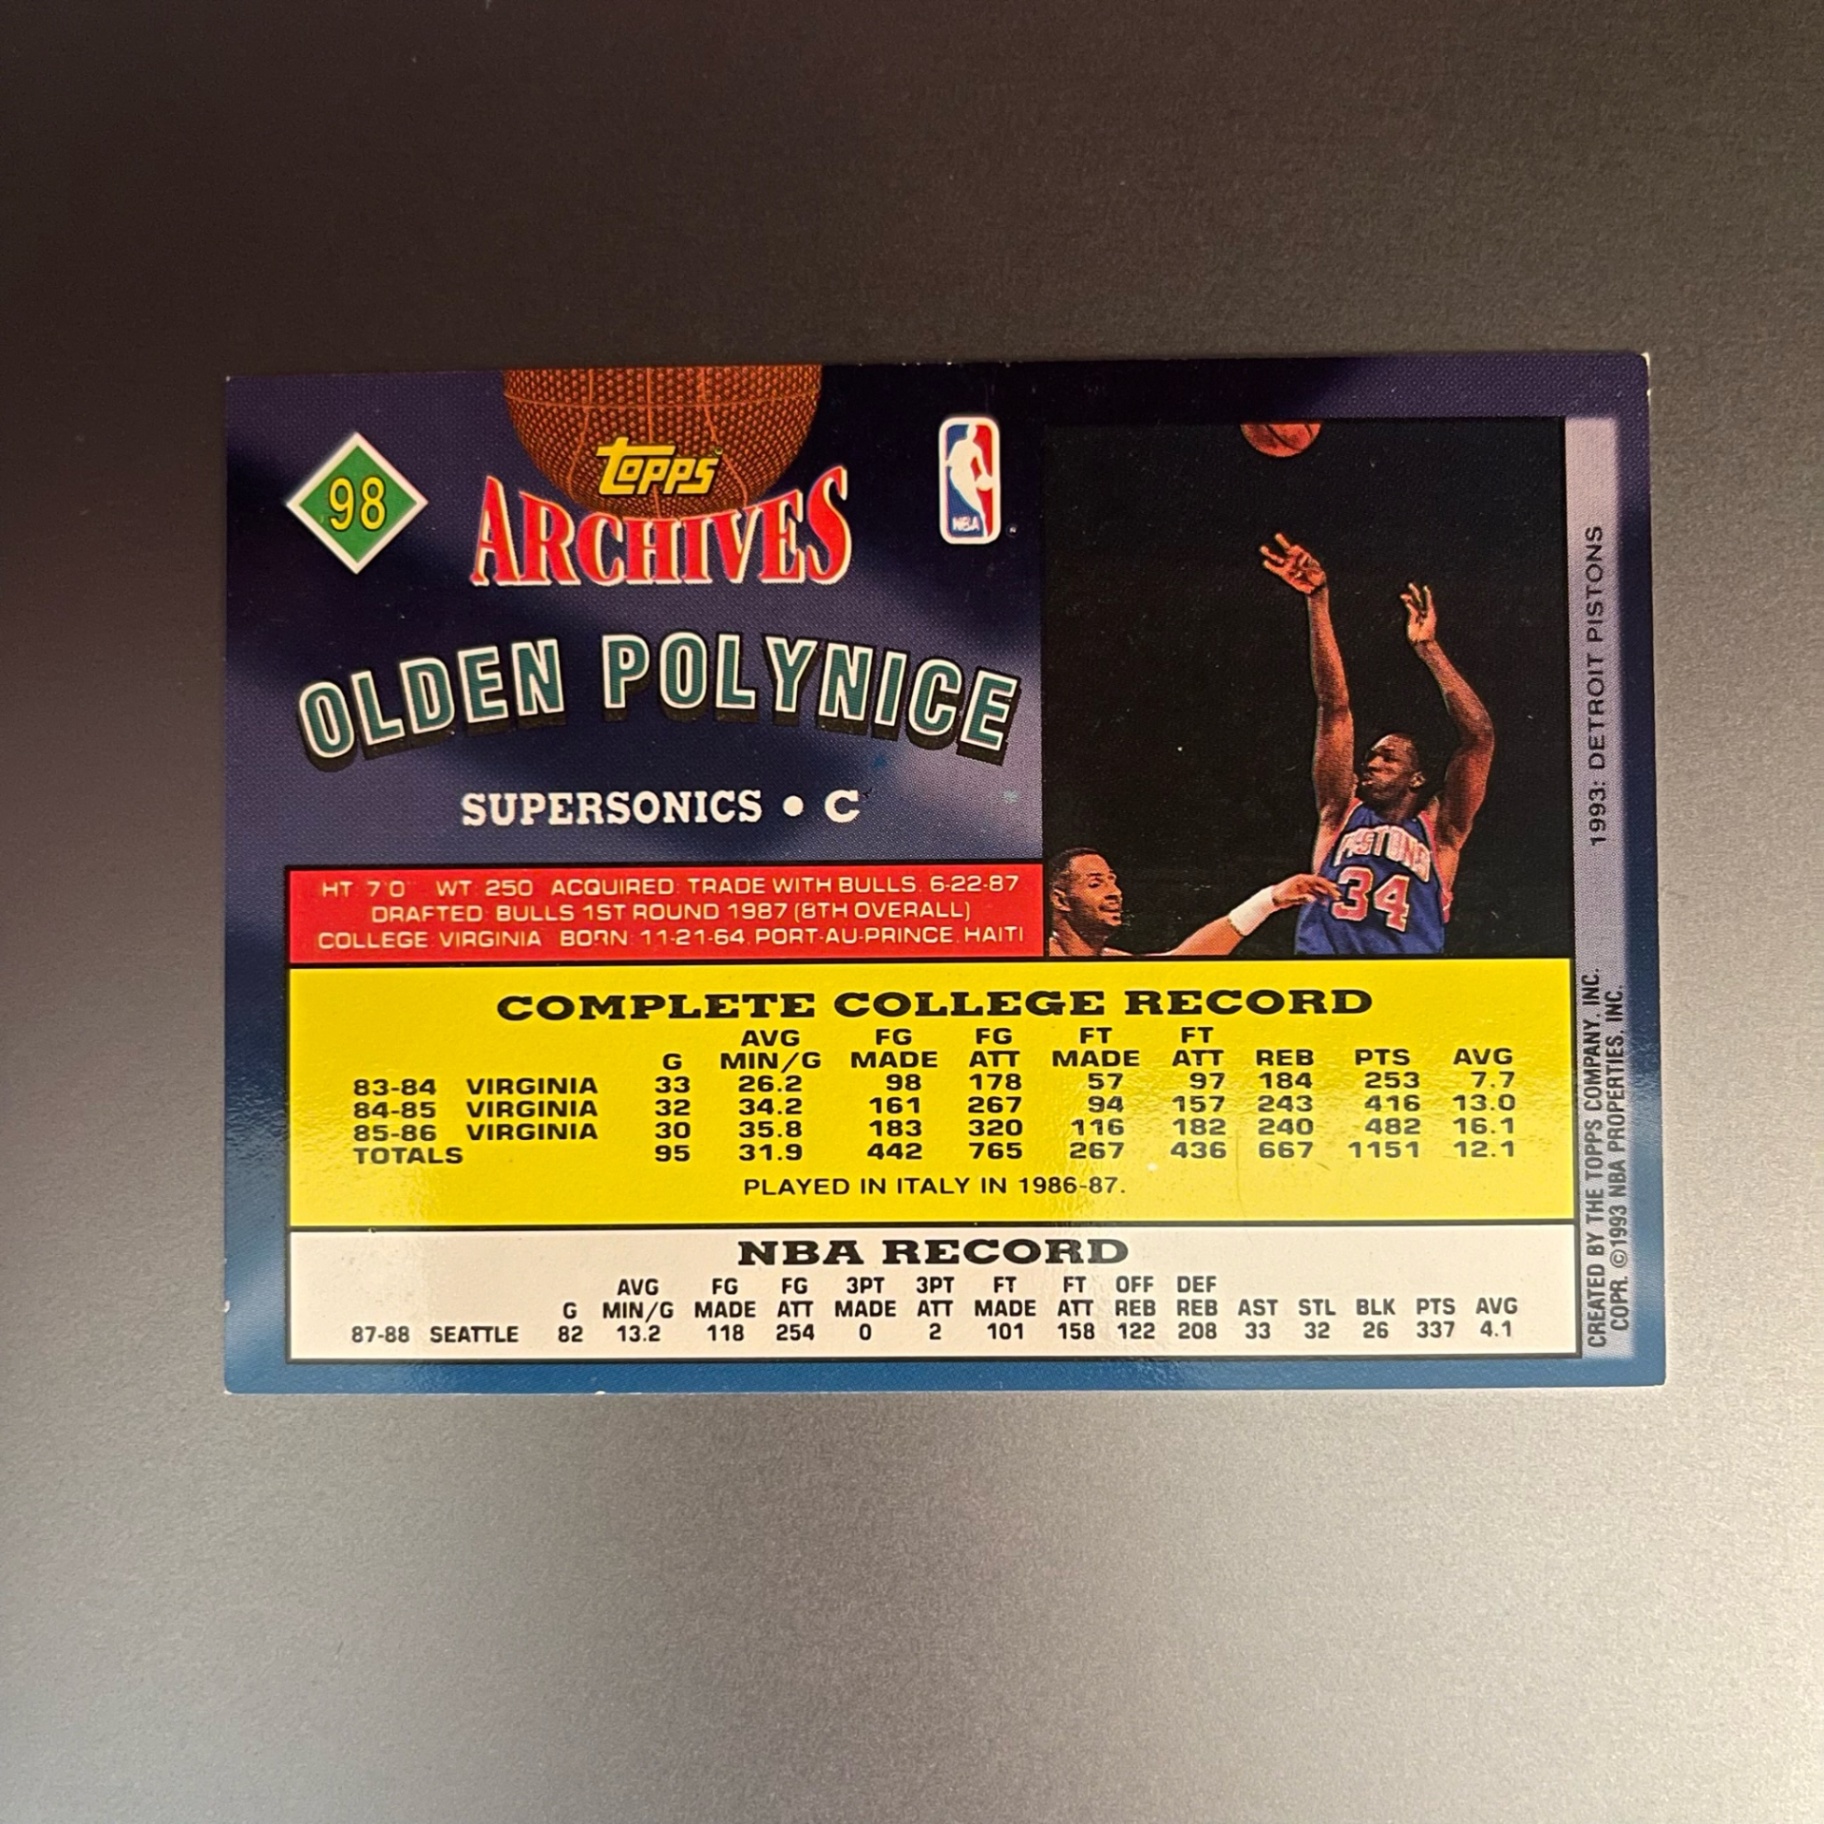 98
Topps
ARCHIVES
NBA
OLDEN POLYNICE
SUPERSONICS • C
HT 7'0" WT. 250 ACQUIRED: TRADE WITH BULLS, 6-22-87
DRAFTED: BULLS 1ST ROUND 1987 (8TH OVERALL)
COLLEGE: VIRGINIA BORN: 11-21-64, PORT-AU-PRINCE, HAITI
PISTONS
34
1993: DETROIT PISTONS
COMPLETE COLLEGE RECORD
AVG FG FG FT FT
G MIN/G MADE ATT MADE ATT REB PTS AVG
83-84 VIRGINIA 33 26.2 98 178 57 97 184 253 7.7
84-85 VIRGINIA 32 34.2 161 267 94 157 243 416 13.0
85-86 VIRGINIA 30 35.8 183 320 116 182 240 482 16.1
TOTALS 95 31.9 442 765 267 436 667 1151 12.1
PLAYED IN ITALY IN 1986-87.
NBA RECORD
AVG FG FG 3PT 3PT FT FT OFF DEF
G MIN/G MADE ATT MADE ATT MADE ATT REB REB AST STL BLK PTS AVG
87-88 SEATTLE 82 13.2 118 254 0 2 101 158 122 208 33 32 26 337 4.1
CREATED BY THE TOPPS COMPANY, INC.
COPR. ©1993 NBA PROPERTIES, INC.